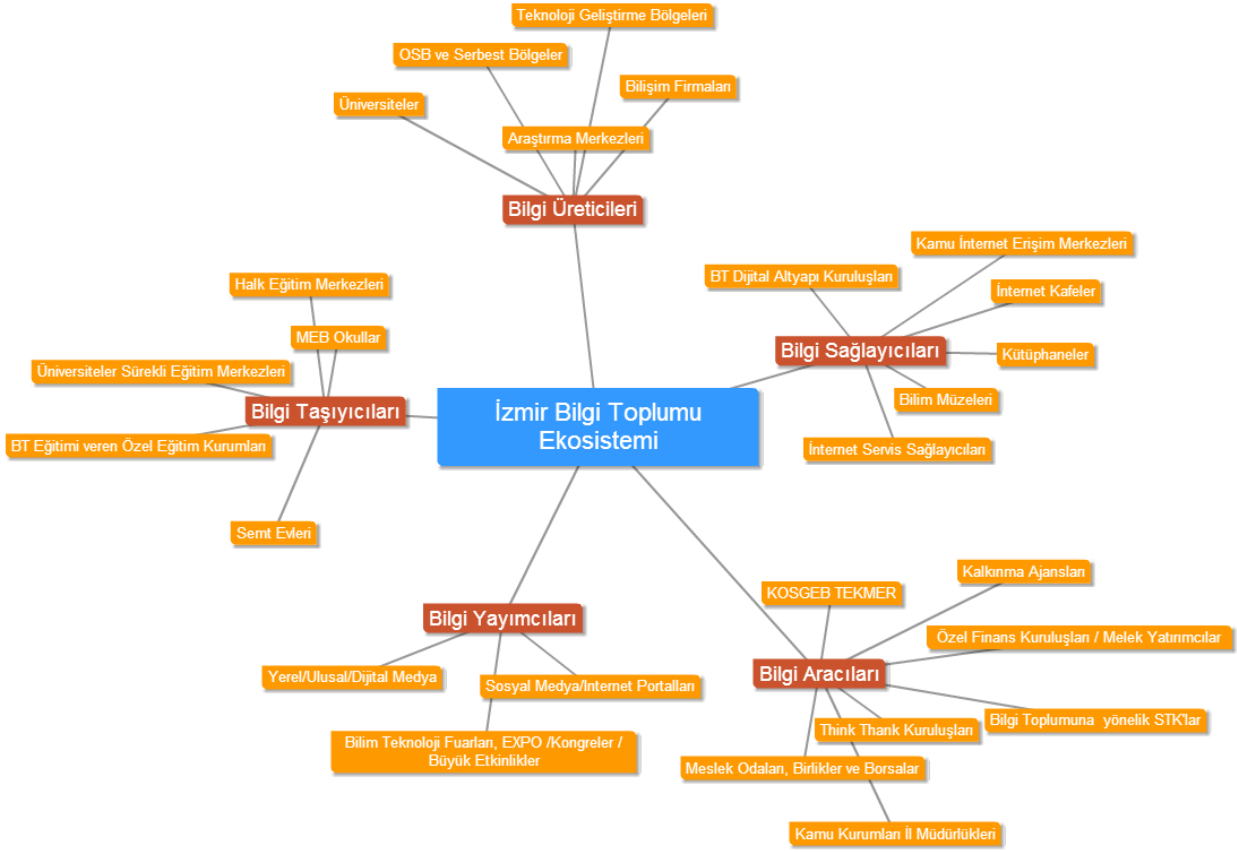 Teknoloji Geliştirme Bölgeleri
OSB ve Serbest Bölgeler
Bilişim Firmaları
Üniversiteler
Araştırma Merkezleri
Bilgi Üreticileri
Kamu İnternet Erişim Merkezleri
BT Dijital Altyapı Kuruluşları
İnternet Kafeler
Bilgi Sağlayıcıları
Kütüphaneler
Bilim Müzeleri
İnternet Servis Sağlayıcıları
Halk Eğitim Merkezleri
MEB Okullar
Üniversiteler Sürekli Eğitim Merkezleri
Bilgi Taşıyıcıları
BT Eğitimi veren Özel Eğitim Kurumları
Semt Evleri
İzmir Bilgi Toplumu
Ekosistemi
Bilgi Yayımcıları
Yerel/Ulusal/Dijital Medya
Sosyal Medya/İnternet Portalları
Bilim Teknoloji Fuarları, EXPO /Kongreler /
Büyük Etkinlikler
Kalkınma Ajansları
KOSGEB TEKMER
Özel Finans Kuruluşları / Melek Yatırımcılar
Bilgi Aracıları
Bilgi Toplumuna  yönelik STK'lar
Think Thank Kuruluşları
Meslek Odaları, Birlikler ve Borsalar
Kamu Kurumları İl Müdürlükleri